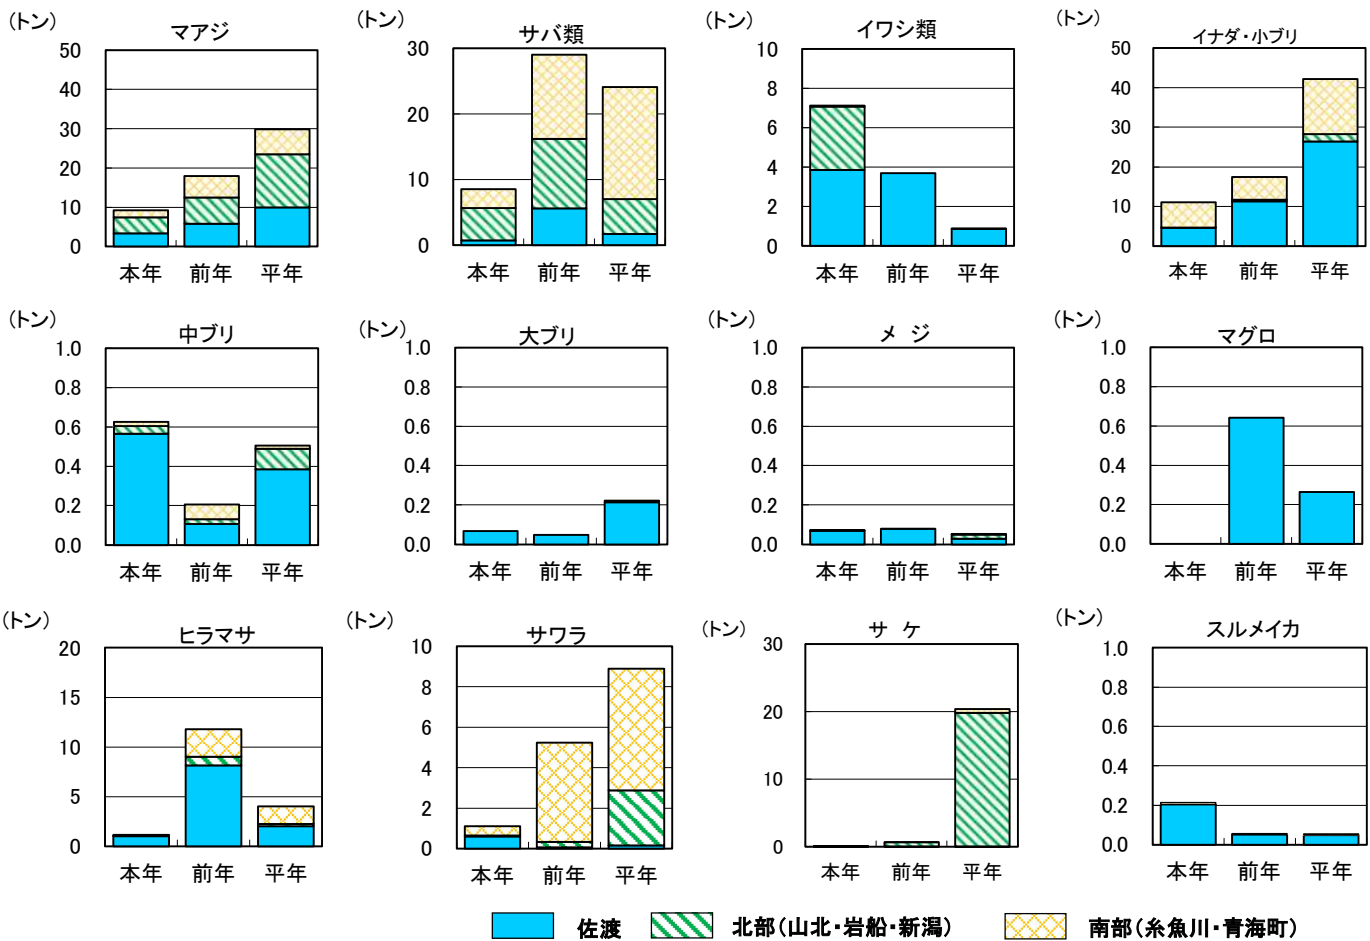 (トン)
マアジ
50
40
30
20
10
0
本年 前年 平年
(トン)
サバ類
30
20
10
0
本年 前年 平年
(トン)
イワシ類
10
8
6
4
2
0
本年 前年 平年
(トン)
イナダ・小ブリ
50
40
30
20
10
0
本年 前年 平年
(トン)
中ブリ
1.0
0.8
0.6
0.4
0.2
0.0
本年 前年 平年
(トン)
大ブリ
1.0
0.8
0.6
0.4
0.2
0.0
本年 前年 平年
(トン)
メ ジ
1.0
0.8
0.6
0.4
0.2
0.0
本年 前年 平年
(トン)
マグロ
1.0
0.8
0.6
0.4
0.2
0.0
本年 前年 平年
(トン)
ヒラマサ
20
15
10
5
0
本年 前年 平年
(トン)
サワラ
10
8
6
4
2
0
本年 前年 平年
(トン)
サ ケ
30
20
10
0
本年 前年 平年
(トン)
スルメイカ
1.0
0.8
0.6
0.4
0.2
0.0
本年 前年 平年
佐渡 北部(山北・岩船・新潟) 南部(糸魚川・青海町)